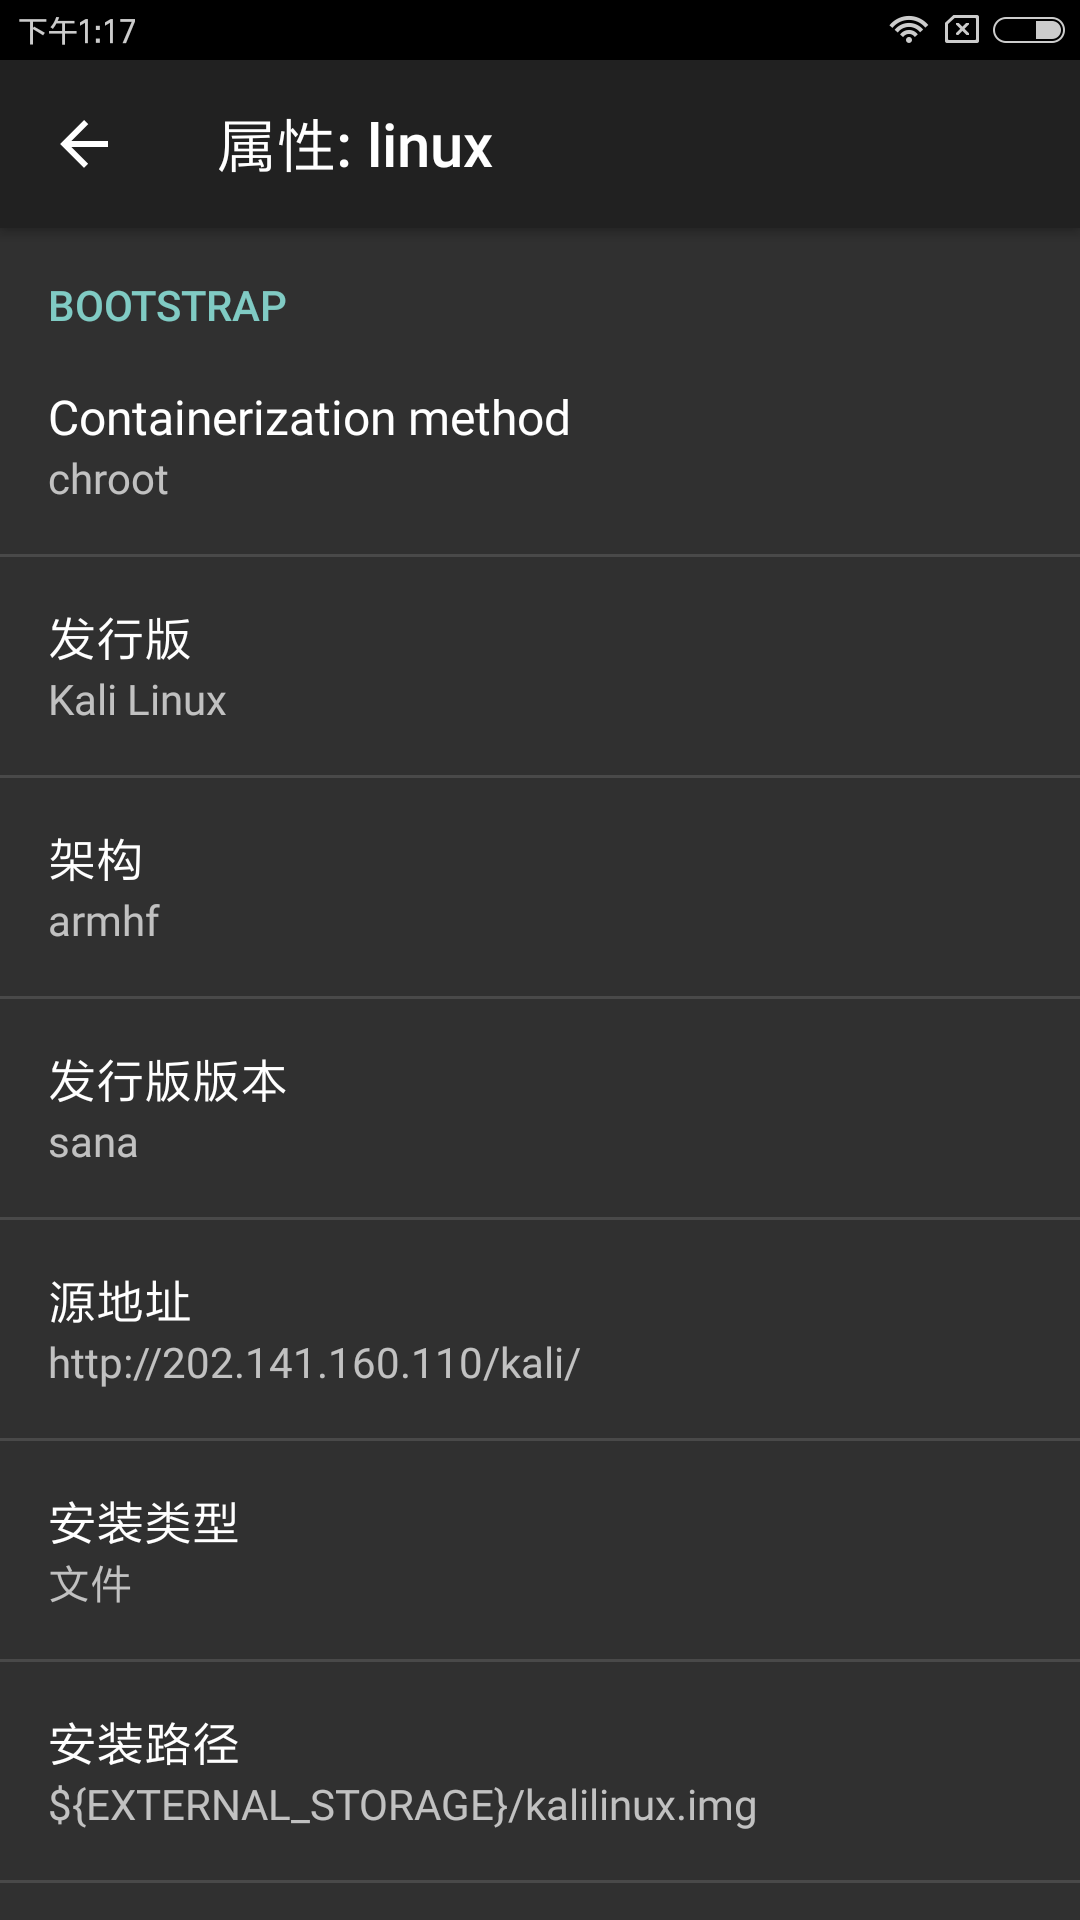 下午1:17
属性: linux
BOOTSTRAP
Containerization method
chroot
发行版
Kali Linux
架构
armhf
发行版版本
sana
源地址
http://202.141.160.110/kali/
安装类型
文件
安装路径
${EXTERNAL_STORAGE}/kalilinux.img